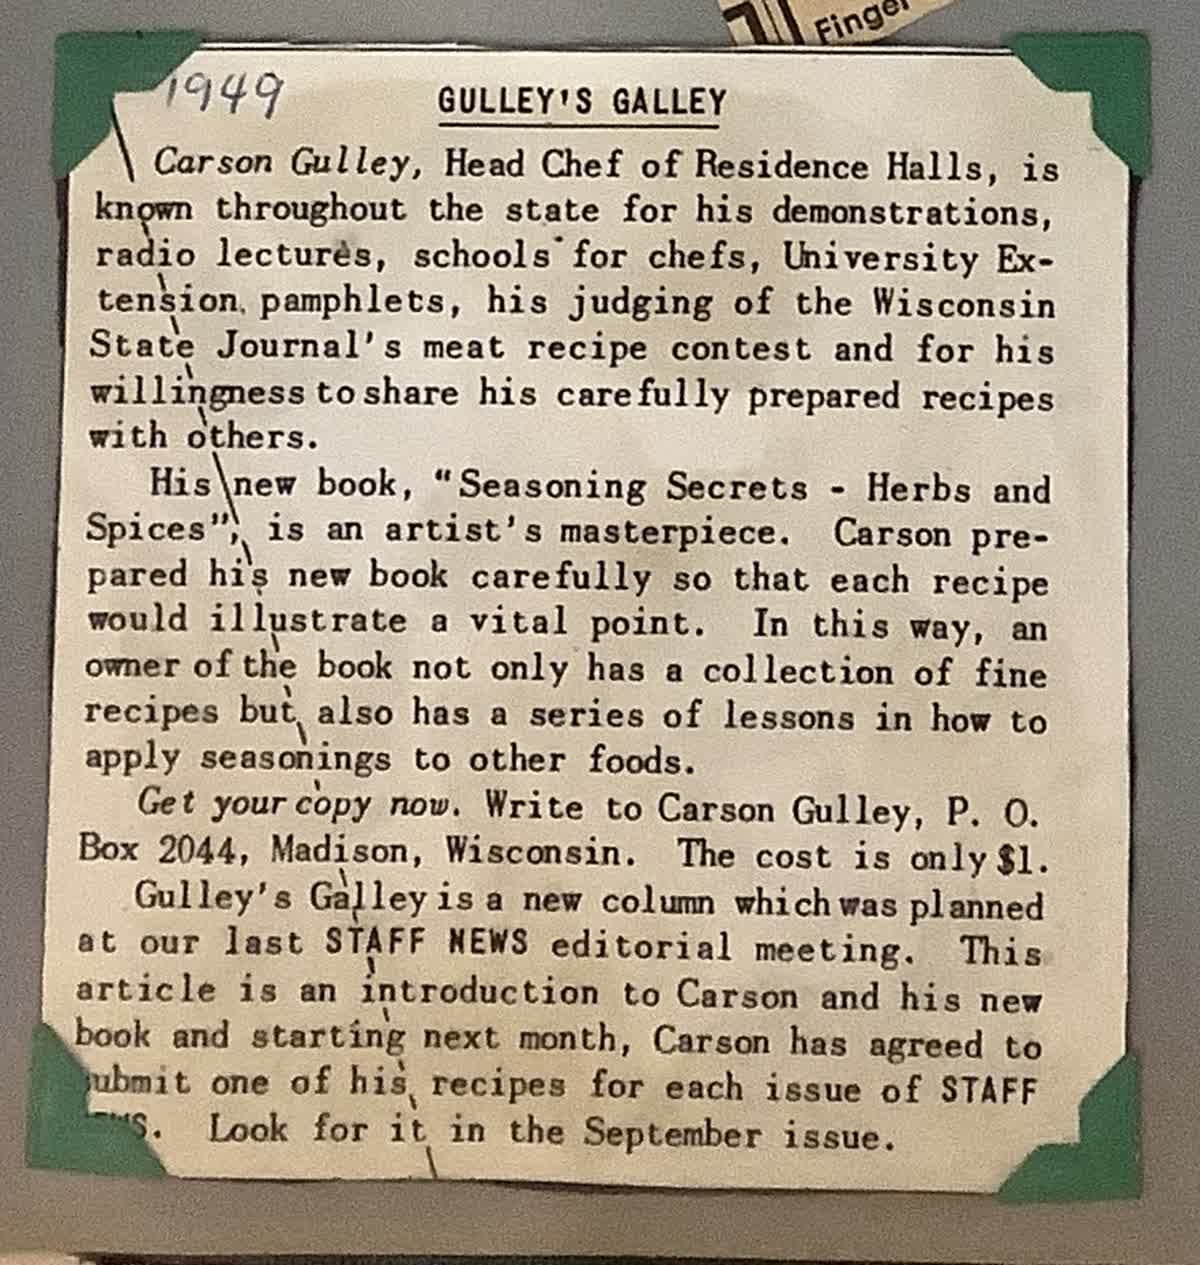 Finger
1949
GULLEY'S GALLEY
Carson Gulley, Head Chef of Residence Halls, is
known throughout the state for his demonstrations,
radio lectures, schools for chefs, University Ex-
tension, pamphlets, his judging of the Wisconsin
State Journal's meat recipe contest and for his
willingness to share his carefully prepared recipes
with others.
His new book, "Seasoning Secrets - Herbs and
Spices", is an artist's masterpiece. Carson pre-
pared his new book carefully so that each recipe
would illustrate a vital point. In this way, an
owner of the book not only has a collection of fine
recipes but also has a series of lessons in how to
apply seasonings to other foods.
Get your copy now. Write to Carson Gulley, P. O.
Box 2044, Madison, Wisconsin. The cost is only $1.
Gulley's Galley is a new column which was planned
at our last STAFF NEWS editorial meeting. This
article is an introduction to Carson and his new
book and starting next month, Carson has agreed to
submit one of his recipes for each issue of STAFF
NEWS. Look for it in the September issue.